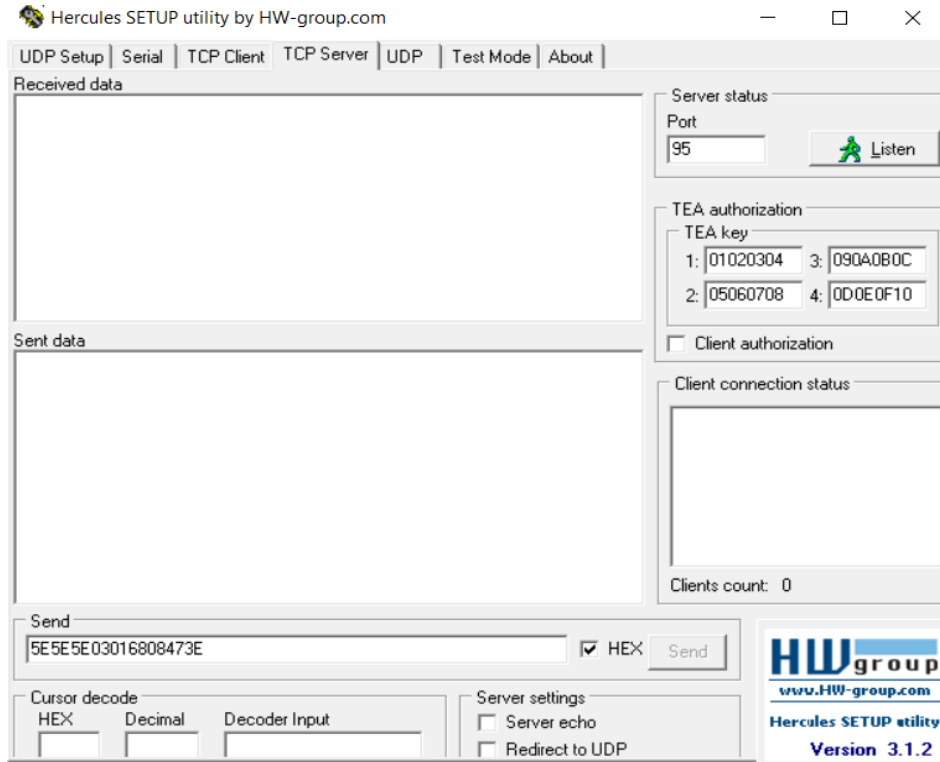 Hercules SETUP utility by HW-group.com
UDP Setup Serial TCP Client TCP Server UDP Test Mode About
Received data
Server status
Port
95
Listen
TEA authorization
TEA key
1: 01020304 3: 090A0B0C
2: 05060708 4: 0D0E0F10
Client authorization
Sent data
Client connection status
Clients count: 0
Send
5E5E5E03016808473E HEX Send
Cursor decode
HEX Decimal Decoder Input
Server settings
Server echo
Redirect to UDP
HW group
www.HW-group.com
Hercules SETUP utility
Version 3.1.2